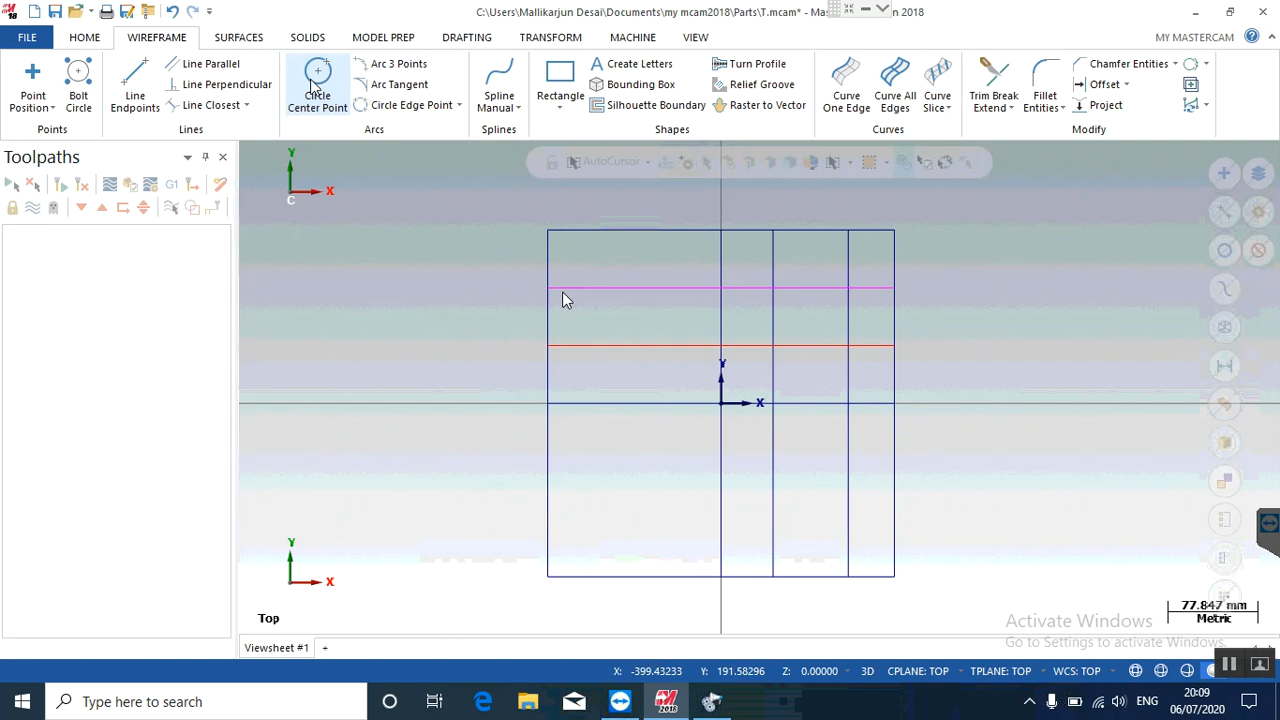 C:\Users\Mallikarjun Desai\Documents\my mcam2018\Parts\T.mcam* - Mas
on 2018
FILE HOME WIREFRAME SURFACES SOLIDS MODEL PREP DRAFTING TRANSFORM MACHINE VIEW MY MASTERCAM
Line Parallel Arc 3 Points Create Letters Turn Profile Chamfer Entities
Point Position Bolt Circle Line Endpoints Line Perpendicular Circle Center Point Arc Tangent Spline Manual Rectangle Bounding Box Relief Groove Curve One Edge Curve All Edges Curve Slice Trim Break Extend Fillet Entities Offset
Line Closest Circle Edge Point Silhouette Boundary Raster to Vector Project
Points Lines Arcs Splines Shapes Curves Modify
Toolpaths
AutoCursor
G1
Y
X
C
Y
X
Y
X
Top
77.847 mm
Metric
Activate Windows
Go to Settings to activate Windows.
Viewsheet #1 +
X: -399.43233 Y: 191.58296 Z: 0.00000 3D CPLANE: TOP TPLANE: TOP WCS: TOP
Type here to search
2018
ENG
20:09
06/07/2020